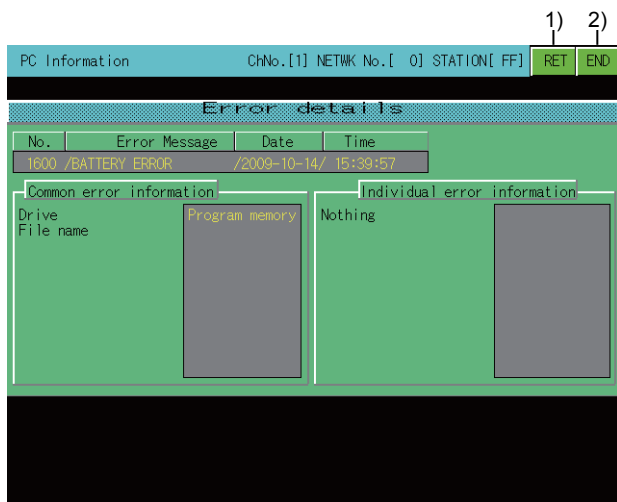 1) 2)
PC Information ChNo.[1] NETWK No.[ 0] STATION[ FF] RET END
Error details
No. Error Message Date Time
1600 /BATTERY ERROR /2009-10-14/ 15:39:57
Common error information Individual error information
Drive Program memory Nothing
File name